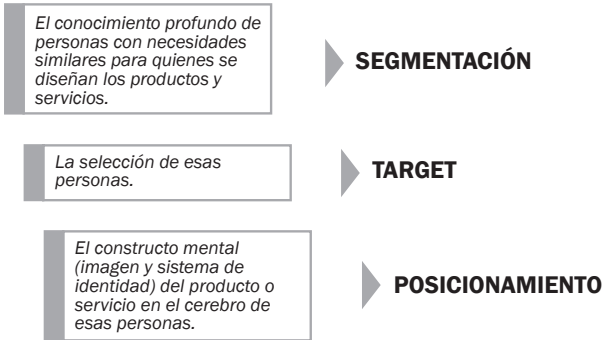 El conocimiento profundo de
personas con necesidades
similares para quienes se
diseñan los productos y
servicios.
SEGMENTACIÓN
La selección de esas
personas.
TARGET
El constructo mental
(imagen y sistema de
identidad) del producto o
servicio en el cerebro de
esas personas.
POSICIONAMIENTO